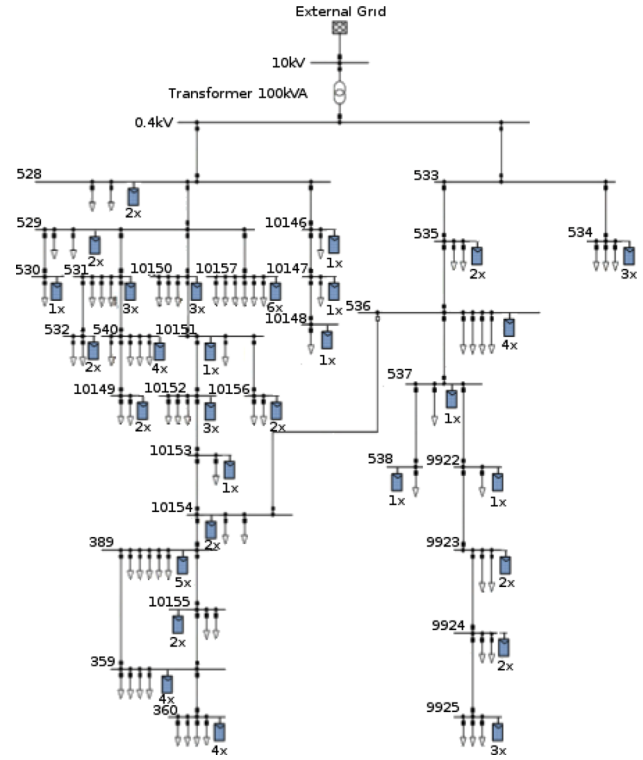 External Grid
10kV
Transformer 100kVA
0.4kV
528
533
2x
529
10146
535
534
2x
1x
2x
3x
530
531
10150
10157
10147
1x
3x
3x
6x
1x
536
10148
532
540
10151
4x
2x
4x
1x
1x
537
10149
10152
10156
1x
2x
3x
2x
10153
538
9922
1x
1x
1x
10154
2x
389
9923
5x
2x
10155
2x
9924
2x
359
4x
360
9925
4x
3x